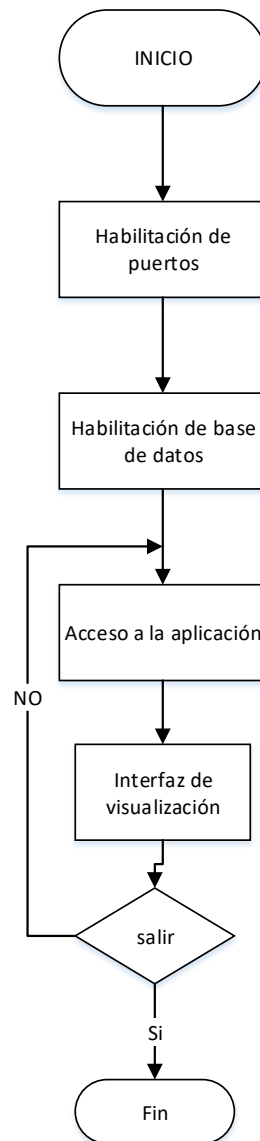 INICIO
Habilitación de
puertos
Habilitación de base
de datos
Acceso a la aplicación
NO
Interfaz de
visualización
salir
Si
Fin